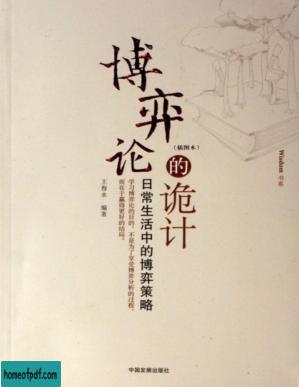 博弈论
的诡计
(插图本)
日常生活中的博弈策略
王春永 编著
学习博弈论的目的,不是为了享受博弈分析的过程,
而在于赢得更好的结局。
Wisdom 书系
中国发展出版社
homeofpdf.com